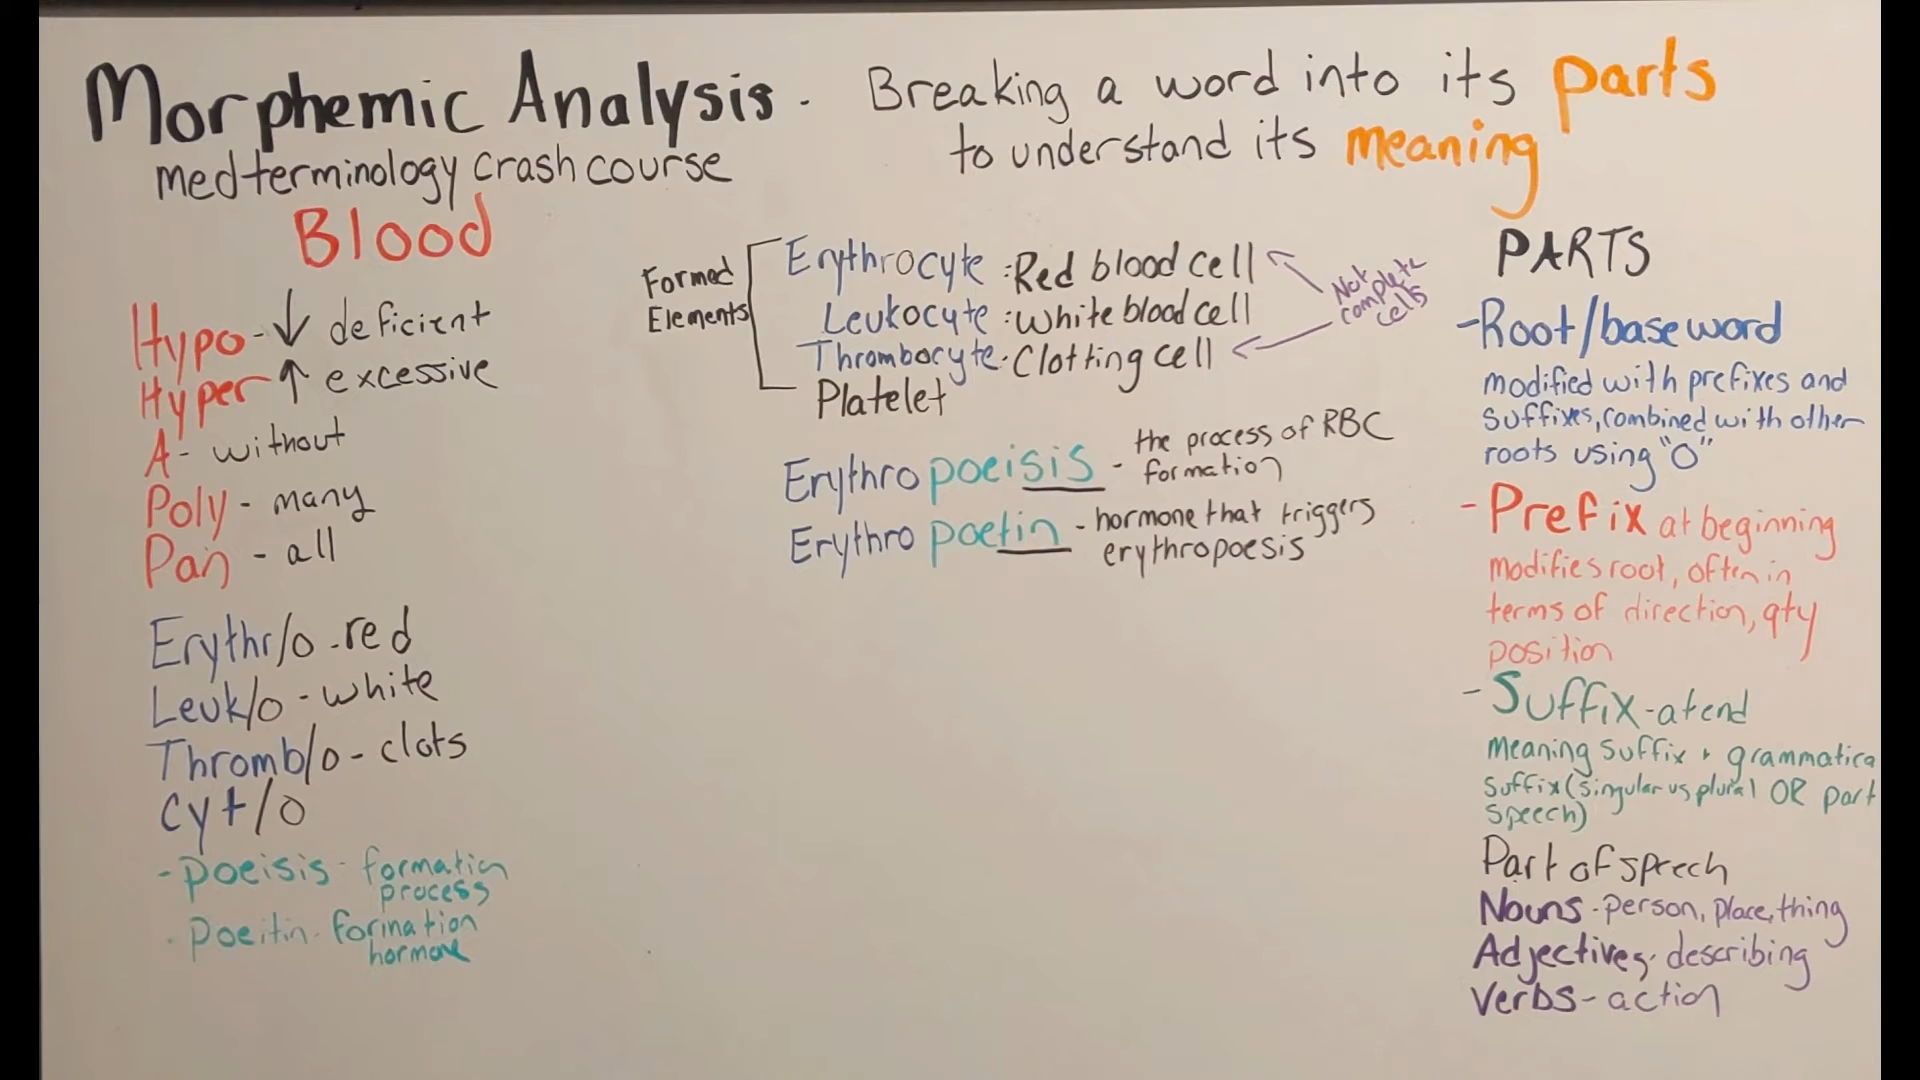 Morphemic Analysis. Breaking a word into its parts
to understand its meaning
med terminology crash course
Blood
Hypo - ↓ deficient
Hyper ↑ excessive
A - without
Poly - many
Pan - all
Erythr/o - red
Leuk/o - white
Thromb/o - clots
Cyt/o
- poeisis - formation
process
- Poeitin - formation
hormone
Formed
Elements
Erythrocyte : Red blood cell
Leukocyte : White blood cell
Thrombocyte : Clotting cell
Platelet
Not
complete
cells
Erythropoeisis - the process of RBC
formation
Erythropoetin - hormone that triggers
erythropoesis
PARTS
- Root/base word
modified with prefixes and
suffixes, combined with other
roots using "O"
- Prefix at beginning
modifies root, often in
terms of direction, qty
position
- Suffix - at end
Meaning suffix + grammatica
suffix (singular vs plural OR part
speech)
Part of speech
Nouns - person, place, thing
Adjectives - describing
Verbs - action